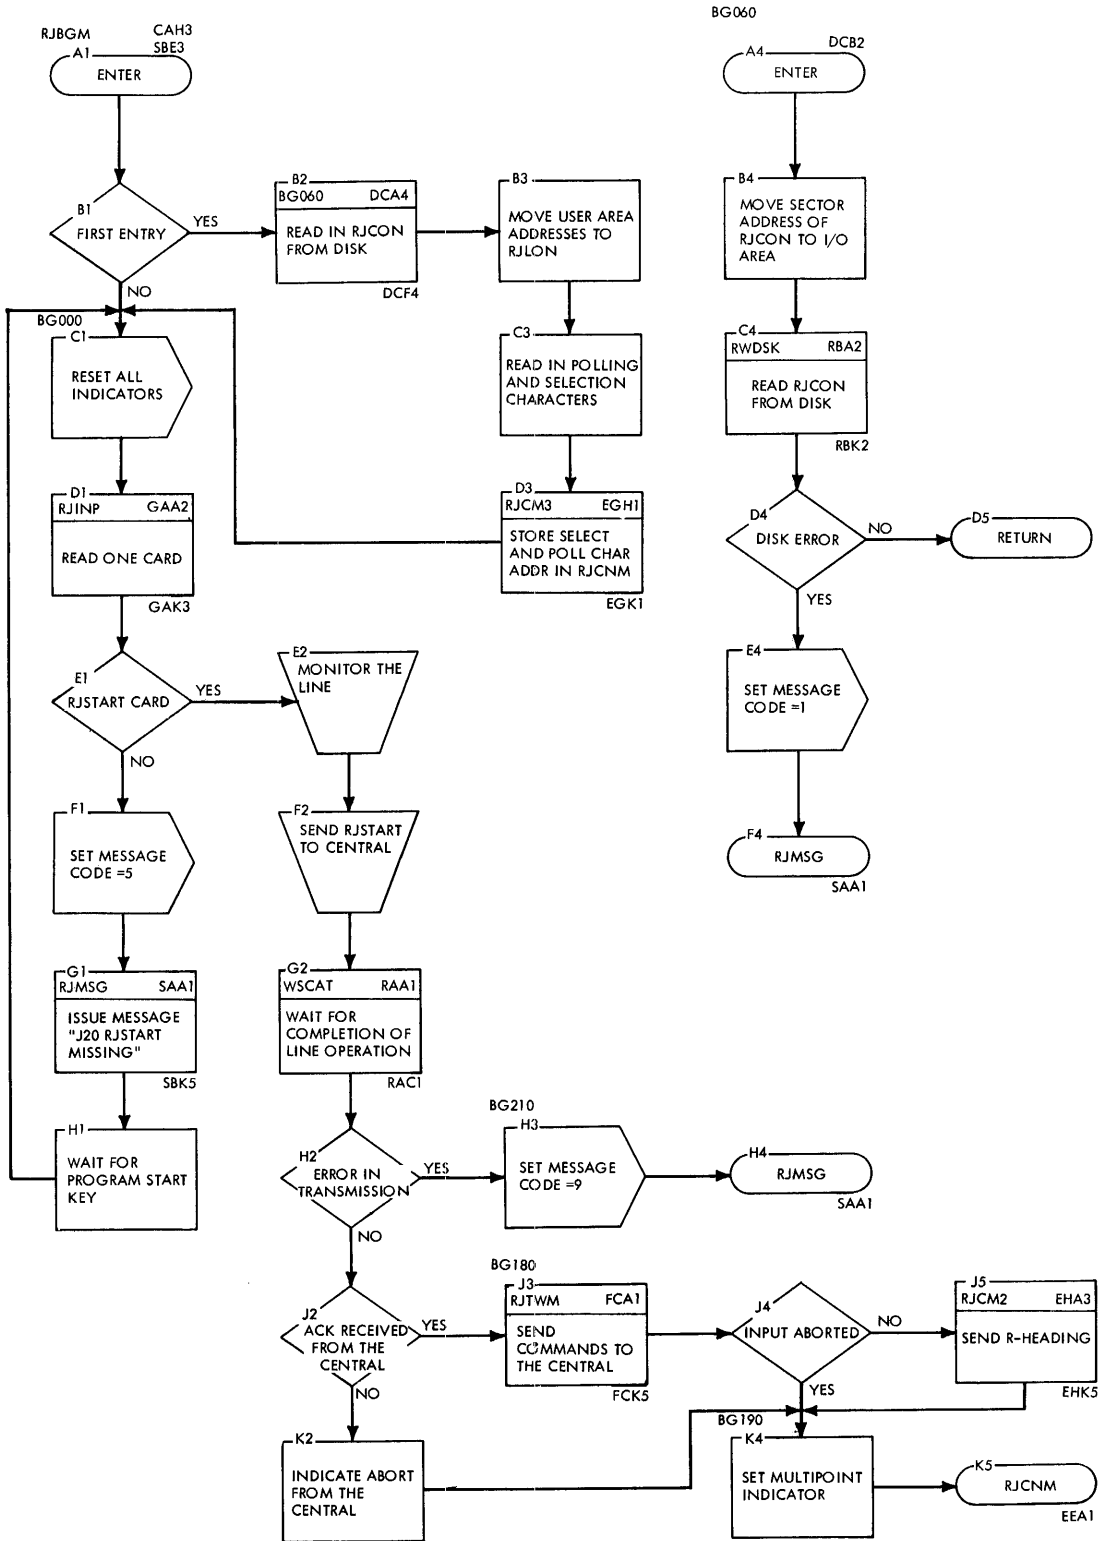 RJBGM
CAH3
SBE3
A1
ENTER
B1
FIRST ENTRY
YES
NO
B2
BG060 DCA4
READ IN RJCON
FROM DISK
DCF4
B3
MOVE USER AREA
ADDRESSES TO
RJLON
C3
READ IN POLLING
AND SELECTION
CHARACTERS
D3
RJCM3 EGH1
STORE SELECT
AND POLL CHAR
ADDR IN RJCNM
EGK1
BG000
C1
RESET ALL
INDICATORS
D1
RJINP GAA2
READ ONE CARD
GAK3
E1
RJSTART CARD
YES
NO
E2
MONITOR THE
LINE
F1
SET MESSAGE
CODE =5
F2
SEND RJSTART
TO CENTRAL
G1
RJMSG SAA1
ISSUE MESSAGE
"J20 RJSTART
MISSING"
SBK5
G2
WSCAT RAA1
WAIT FOR
COMPLETION OF
LINE OPERATION
RAC1
H1
WAIT FOR
PROGRAM START
KEY
H2
ERROR IN
TRANSMISSION
YES
NO
BG210
H3
SET MESSAGE
CODE =9
H4
RJMSG
SAA1
J2
ACK RECEIVED
FROM THE
CENTRAL
YES
NO
BG180
J3
RJTWM FCA1
SEND
COMMANDS TO
THE CENTRAL
FCK5
J4
INPUT ABORTED
NO
YES
J5
RJCM2 EHA3
SEND R-HEADING
EHK5
K2
INDICATE ABORT
FROM THE
CENTRAL
BG190
K4
SET MULTIPOINT
INDICATOR
K5
RJCNM
EEA1
BG060
DCB2
A4
ENTER
B4
MOVE SECTOR
ADDRESS OF
RJCON TO I/O
AREA
C4
RWDSK RBA2
READ RJCON
FROM DISK
RBK2
D4
DISK ERROR
NO
YES
D5
RETURN
E4
SET MESSAGE
CODE =1
F4
RJMSG
SAA1